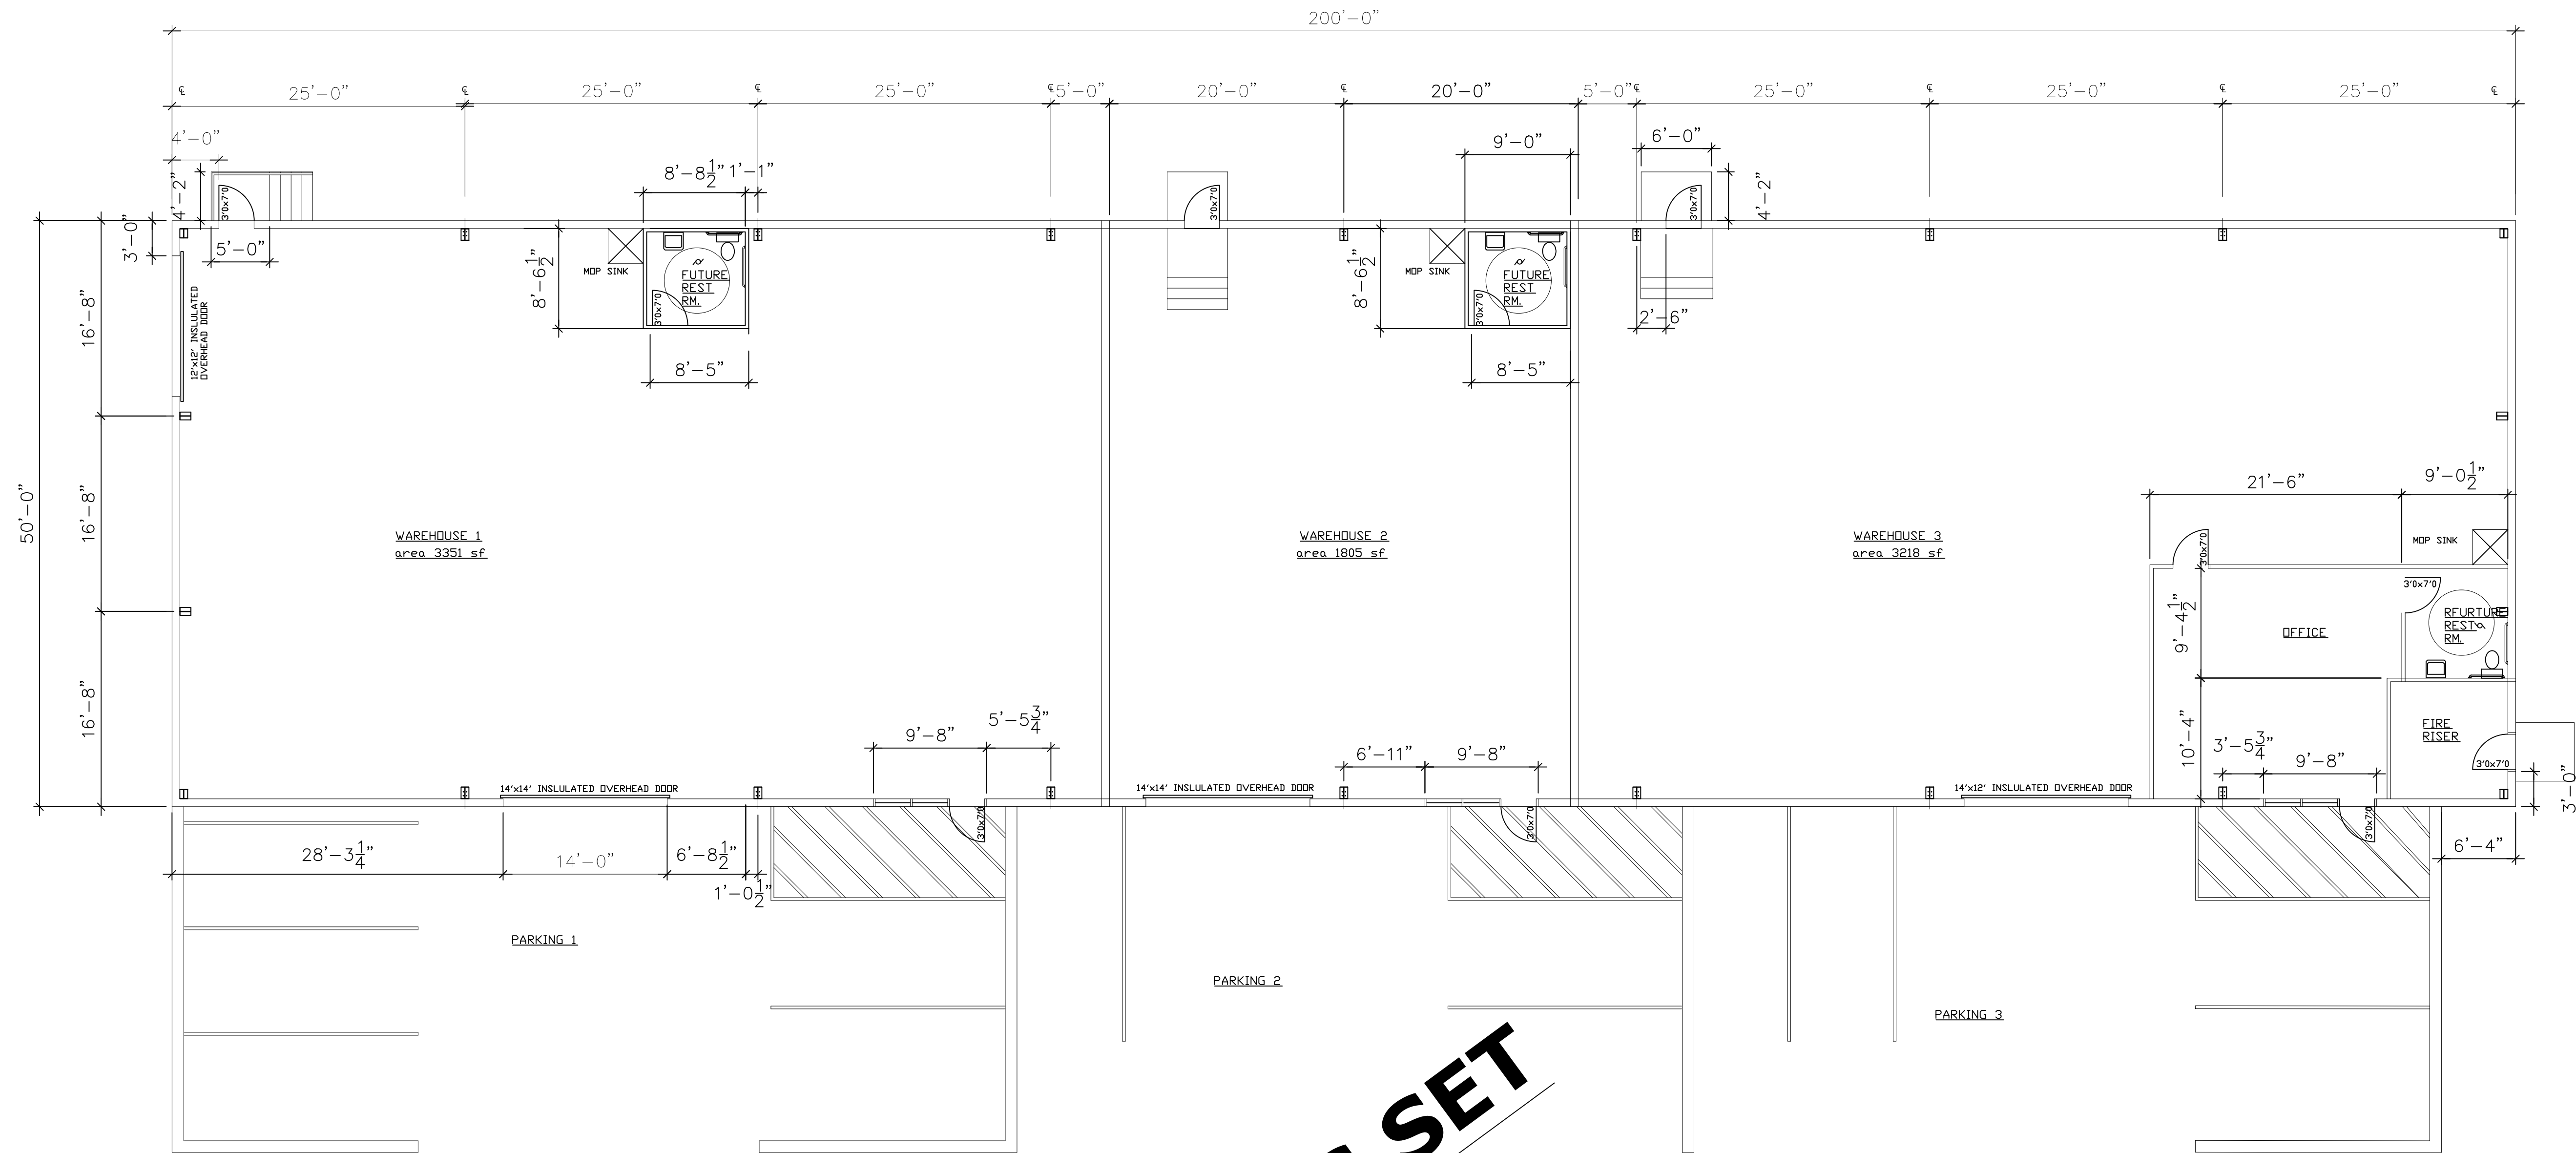 200'-0"
25'-0" 25'-0" 25'-0" 5'-0" 20'-0" 20'-0" 5'-0" 25'-0" 25'-0" 25'-0"
4'-0"
9'-0"
6'-0"
8'-8 1/2" 1'-1"
4'-2"
3'0x7'0
3'0x7'0
3'0x7'0
4'-2"
3'-0"
5'-0"
12'x12' INSLULATED
OVERHEAD DOOR
MOP SINK
8'-6 1/2"
FUTURE
REST
RM.
3'0x7'0
8'-5"
MOP SINK
8'-6 1/2"
FUTURE
REST
RM.
3'0x7'0
8'-5"
2'-6"
50'-0"
16'-8"
16'-8"
16'-8"
WAREHOUSE 1
area 3351 sf
WAREHOUSE 2
area 1805 sf
WAREHOUSE 3
area 3218 sf
21'-6"
9'-0 1/2"
MOP SINK
3'0x7'0
3'0x7'0
9'-4 1/2"
OFFICE
RFURTURE
REST
RM.
10'-4"
FIRE
RISER
3'0x7'0
3'-0"
9'-8"
5'-5 3/4"
6'-11"
9'-8"
3'-5 3/4"
9'-8"
14'x14' INSLULATED OVERHEAD DOOR
14'x14' INSLULATED OVERHEAD DOOR
14'x12' INSLULATED OVERHEAD DOOR
3'0x7'0
3'0x7'0
3'0x7'0
28'-3 1/4"
14'-0"
6'-8 1/2"
1'-0 1/2"
6'-4"
PARKING 1
PARKING 2
PARKING 3
SET